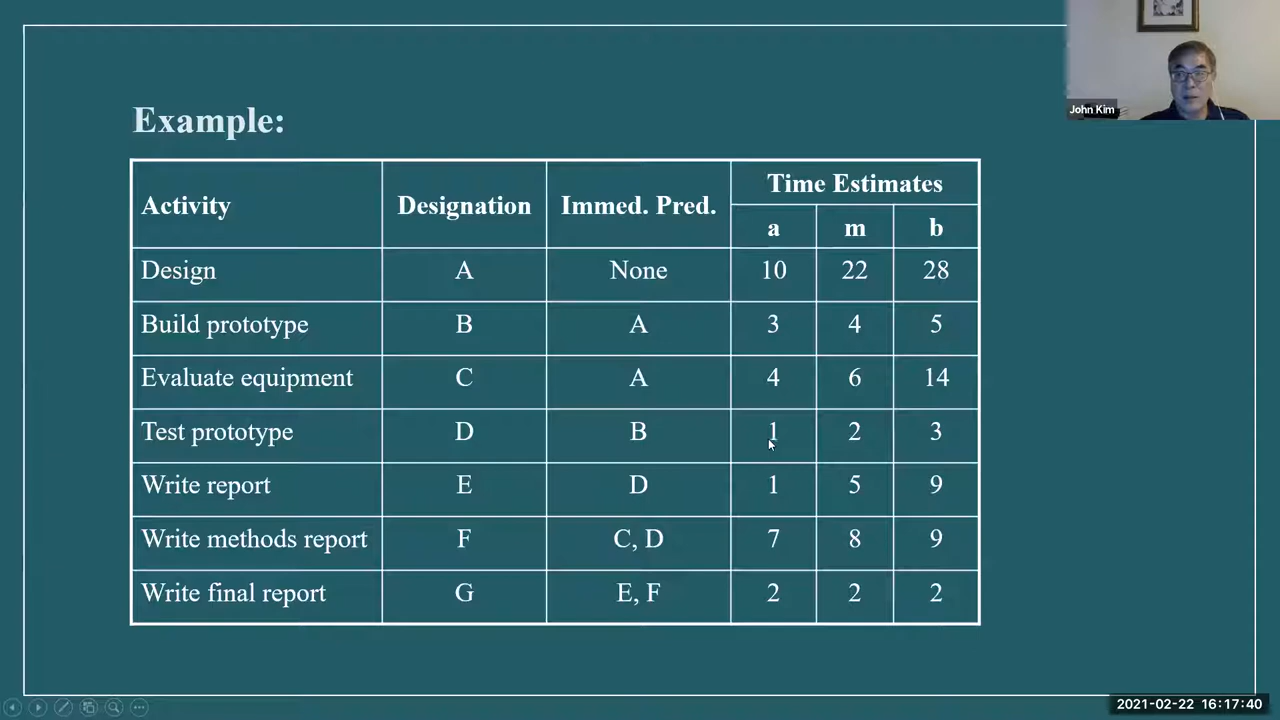 John Kim
Example:
Activity Designation Immed. Pred. Time Estimates
a m b
Design A None 10 22 28
Build prototype B A 3 4 5
Evaluate equipment C A 4 6 14
Test prototype D B 1 2 3
Write report E D 1 5 9
Write methods report F C, D 7 8 9
Write final report G E, F 2 2 2
2021-02-22 16:17:40